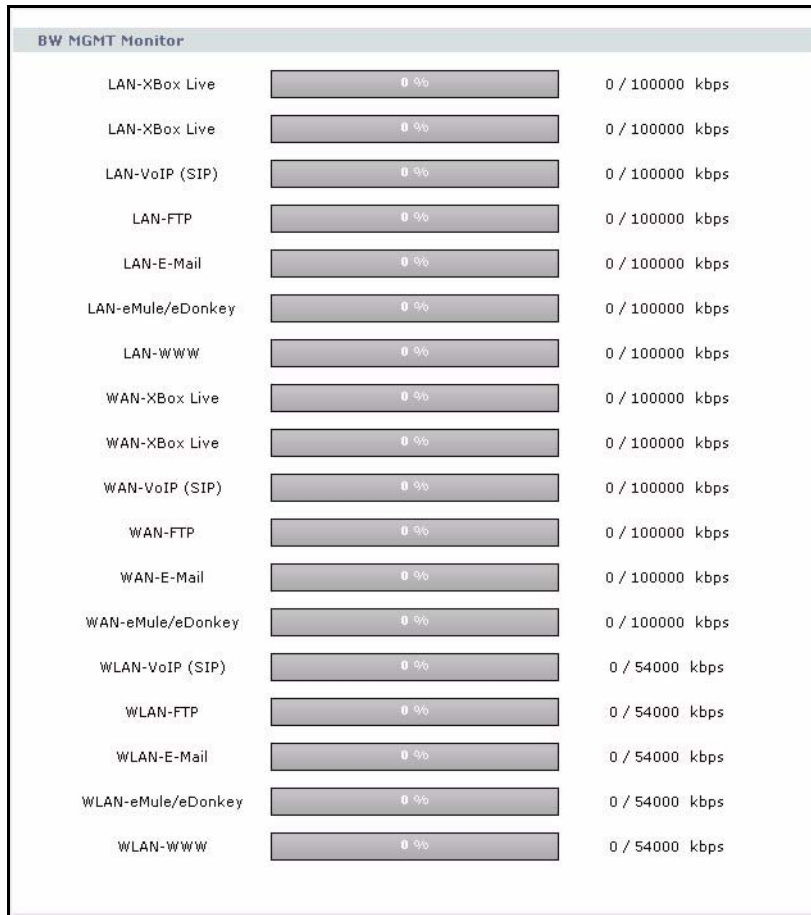 BW MGMT Monitor
LAN-XBox Live 0 % 0 / 100000 kbps
LAN-XBox Live 0 % 0 / 100000 kbps
LAN-VoIP (SIP) 0 % 0 / 100000 kbps
LAN-FTP 0 % 0 / 100000 kbps
LAN-E-Mail 0 % 0 / 100000 kbps
LAN-eMule/eDonkey 0 % 0 / 100000 kbps
LAN-WWW 0 % 0 / 100000 kbps
WAN-XBox Live 0 % 0 / 100000 kbps
WAN-XBox Live 0 % 0 / 100000 kbps
WAN-VoIP (SIP) 0 % 0 / 100000 kbps
WAN-FTP 0 % 0 / 100000 kbps
WAN-E-Mail 0 % 0 / 100000 kbps
WAN-eMule/eDonkey 0 % 0 / 100000 kbps
WLAN-VoIP (SIP) 0 % 0 / 54000 kbps
WLAN-FTP 0 % 0 / 54000 kbps
WLAN-E-Mail 0 % 0 / 54000 kbps
WLAN-eMule/eDonkey 0 % 0 / 54000 kbps
WLAN-WWW 0 % 0 / 54000 kbps